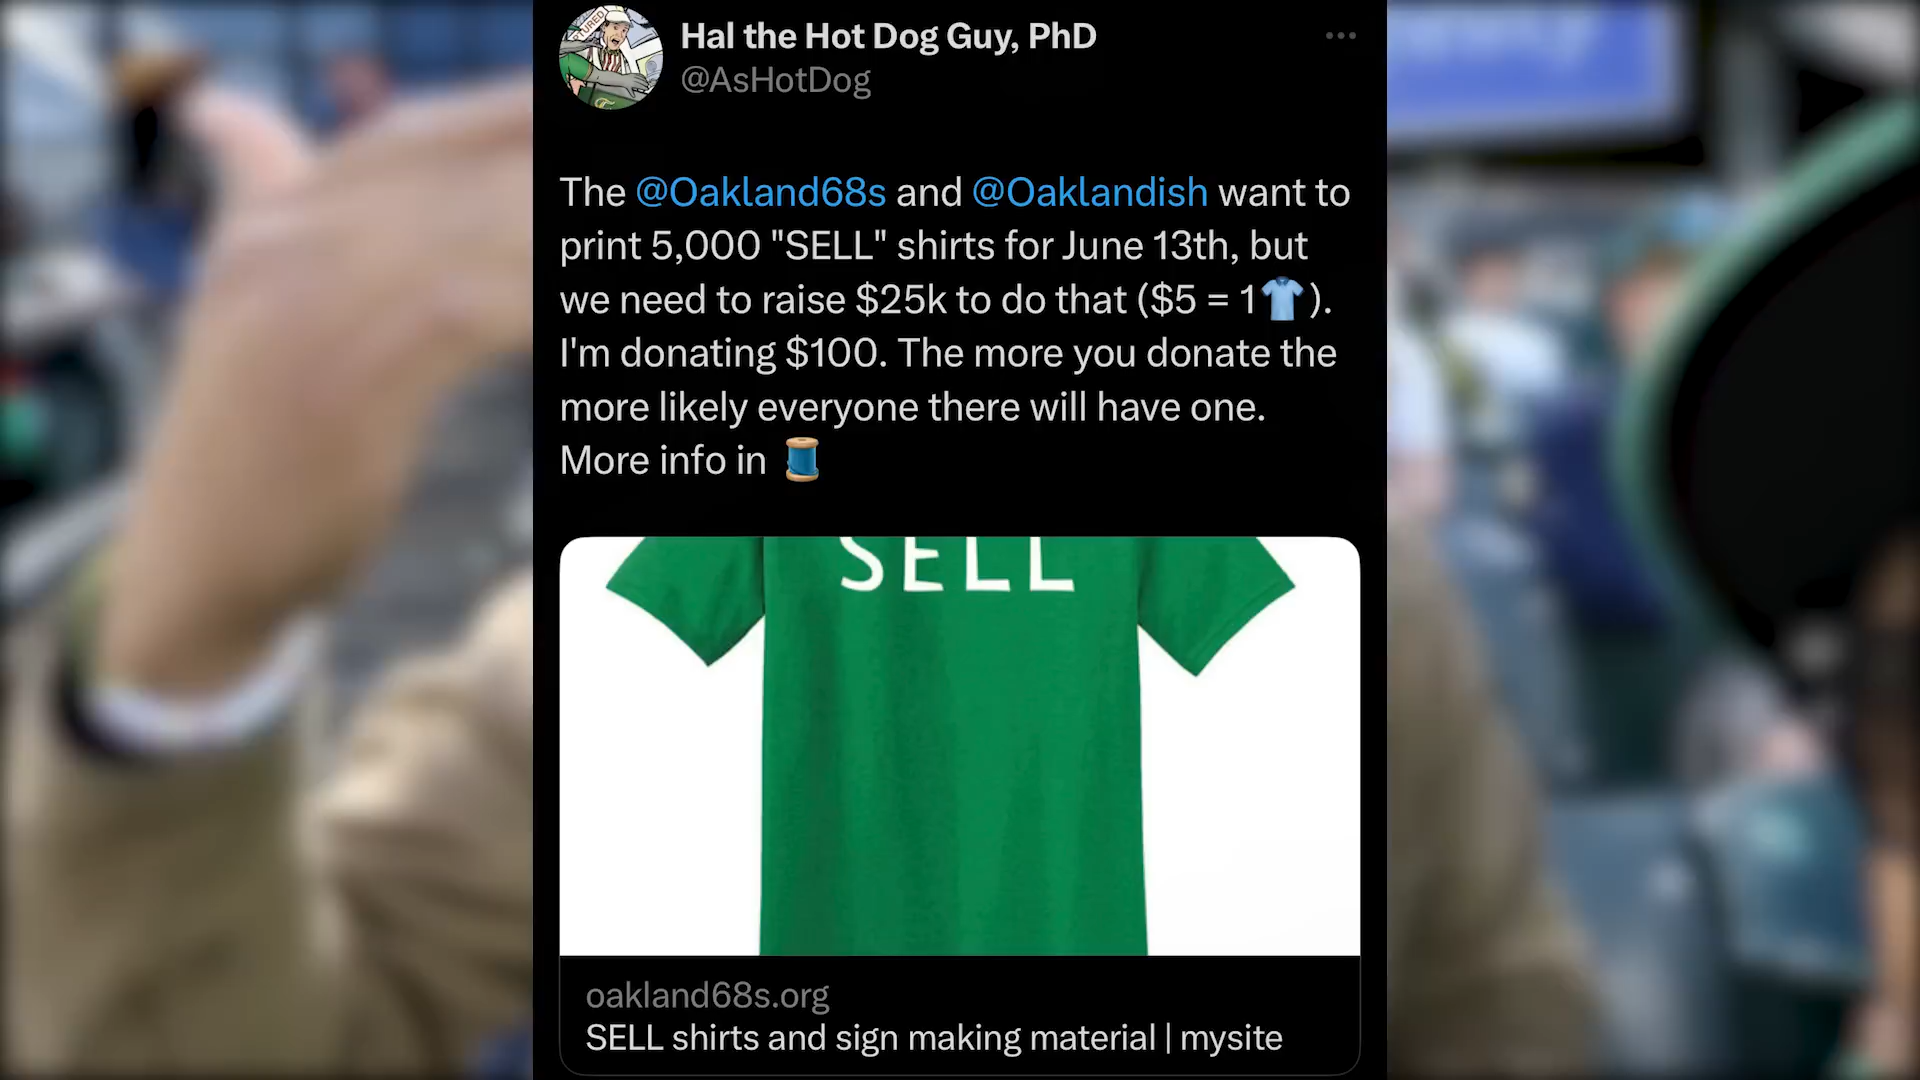 Hal the Hot Dog Guy, PhD
@AsHotDog
The @Oakland68s and @Oaklandish want to
print 5,000 "SELL" shirts for June 13th, but
we need to raise $25k to do that ($5 = 1👕).
I'm donating $100. The more you donate the
more likely everyone there will have one.
More info in 🧵
SELL
oakland68s.org
SELL shirts and sign making material | mysite